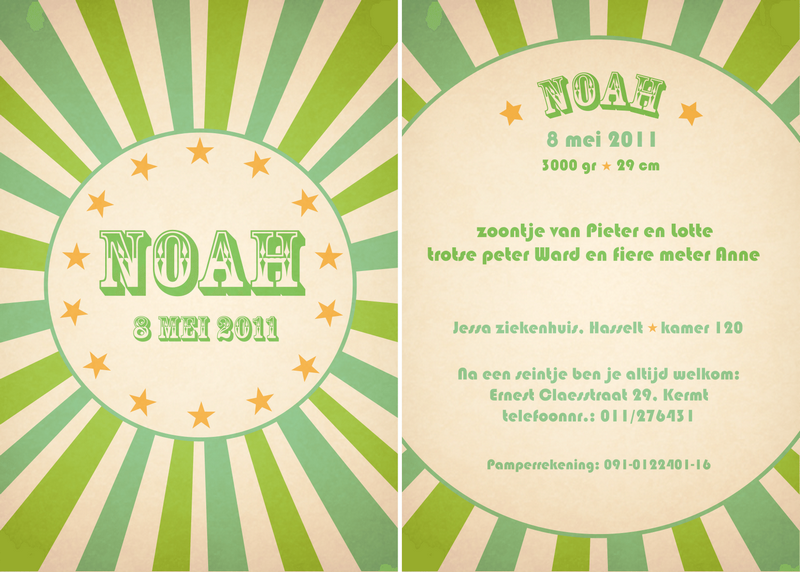 NOAH
8 MEI 2011
NOAH
8 mei 2011
3000 gr ★ 29 cm
zoontje van Pieter en Lotte
trotse peter Ward en fiere meter Anne
Jessa ziekenhuis, Hasselt ★ kamer 120
Na een seintje ben je altijd welkom:
Ernest Claesstraat 29, Kermt
telefoonnr.: 011/276431
Pamperrekening: 091-0122401-16